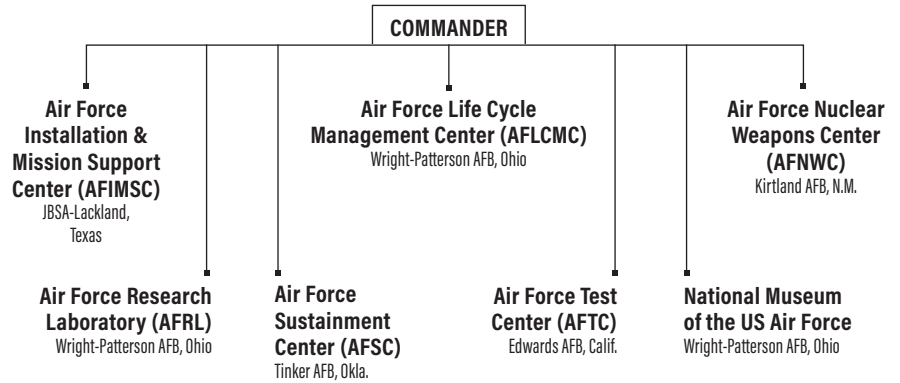 COMMANDER
Air Force
Installation &
Mission Support
Center (AFIMSC)
JBSA-Lackland,
Texas
Air Force Life Cycle
Management Center (AFLCMC)
Wright-Patterson AFB, Ohio
Air Force Nuclear
Weapons Center
(AFNWC)
Kirtland AFB, N.M.
Air Force Research
Laboratory (AFRL)
Wright-Patterson AFB, Ohio
Air Force
Sustainment
Center (AFSC)
Tinker AFB, Okla.
Air Force Test
Center (AFTC)
Edwards AFB, Calif.
National Museum
of the US Air Force
Wright-Patterson AFB, Ohio